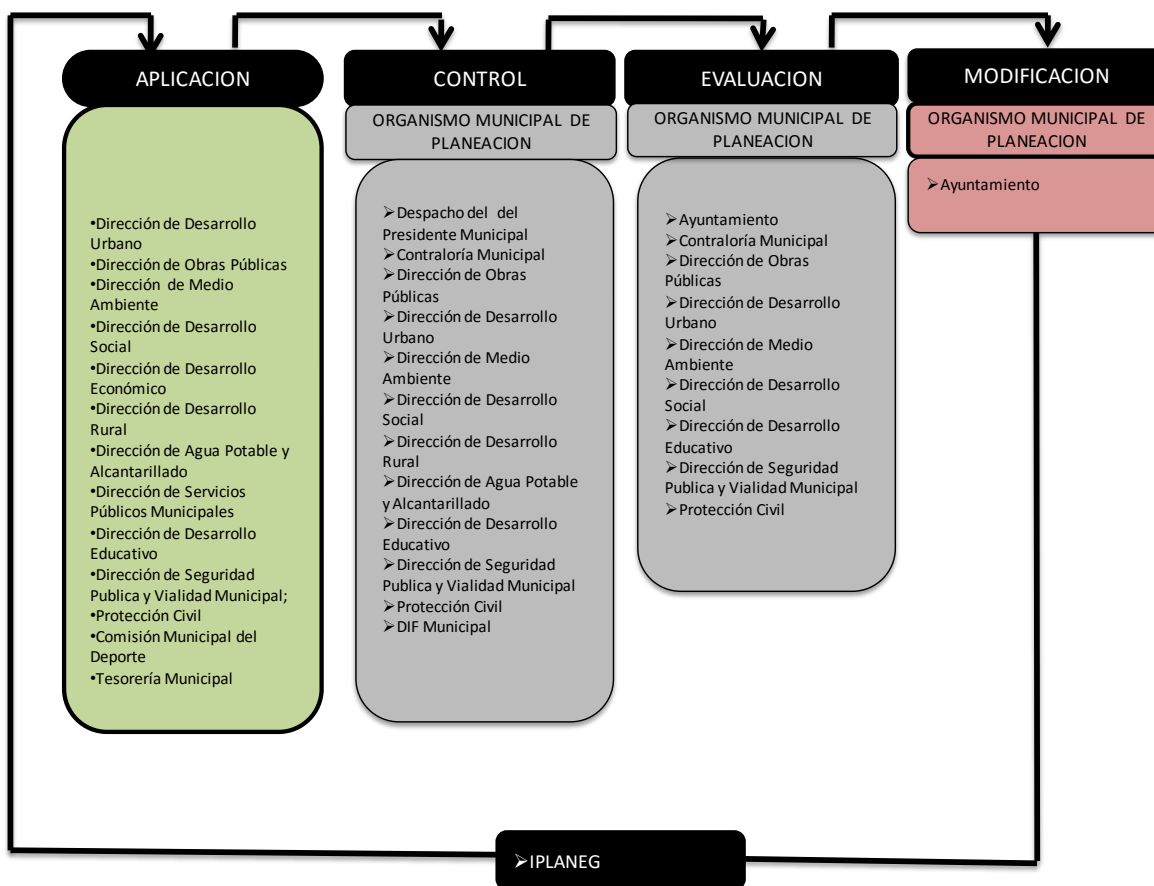 APLICACION
•Dirección de Desarrollo
Urbano
•Dirección de Obras Públicas
•Dirección de Medio
Ambiente
•Dirección de Desarrollo
Social
•Dirección de Desarrollo
Económico
•Dirección de Desarrollo
Rural
•Dirección de Agua Potable y
Alcantarillado
•Dirección de Servicios
Públicos Municipales
•Dirección de Desarrollo
Educativo
•Dirección de Seguridad
Publica y Vialidad Municipal;
•Protección Civil
•Comisión Municipal del
Deporte
•Tesorería Municipal
CONTROL
ORGANISMO MUNICIPAL DE
PLANEACION
➢Despacho del del
Presidente Municipal
➢Contraloría Municipal
➢Dirección de Obras
Públicas
➢Dirección de Desarrollo
Urbano
➢Dirección de Medio
Ambiente
➢Dirección de Desarrollo
Social
➢Dirección de Desarrollo
Rural
➢Dirección de Agua Potable
y Alcantarillado
➢Dirección de Desarrollo
Educativo
➢Dirección de Seguridad
Publica y Vialidad Municipal
➢Protección Civil
➢DIF Municipal
EVALUACION
ORGANISMO MUNICIPAL DE
PLANEACION
➢Ayuntamiento
➢Contraloría Municipal
➢Dirección de Obras
Públicas
➢Dirección de Desarrollo
Urbano
➢Dirección de Medio
Ambiente
➢Dirección de Desarrollo
Social
➢Dirección de Desarrollo
Educativo
➢Dirección de Seguridad
Publica y Vialidad Municipal
➢Protección Civil
MODIFICACION
ORGANISMO MUNICIPAL DE
PLANEACION
➢Ayuntamiento
➢IPLANEG